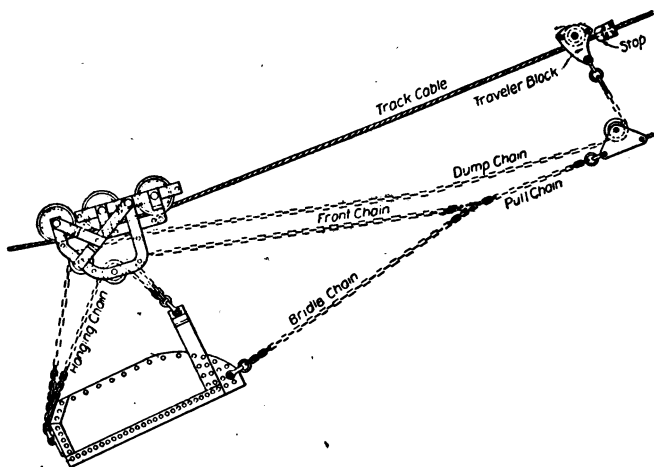 Stop
Traveler Block
Track Cable
Dump Chain
Pull Chain
Front Chain
Bridle Chain
Hanging Chain